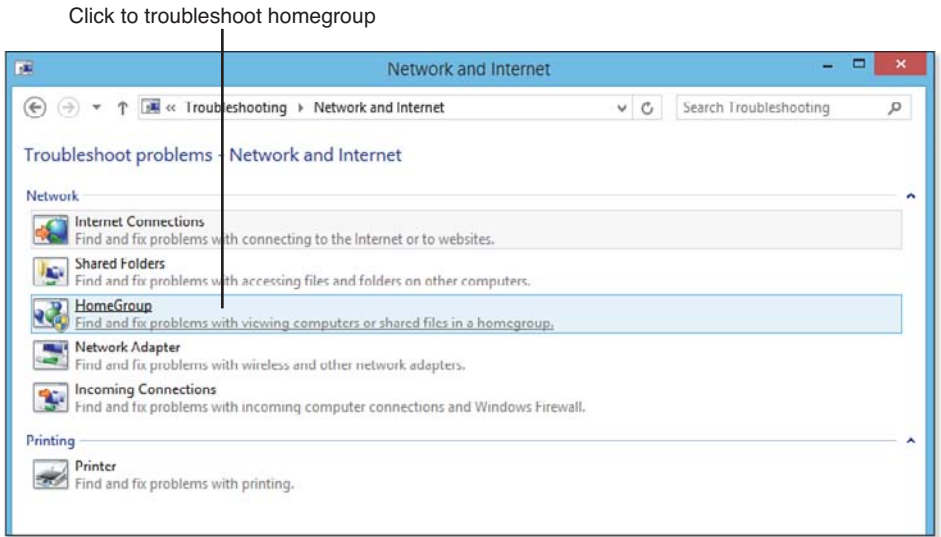 Click to troubleshoot homegroup
Network and Internet
« Troubleshooting Network and Internet
Search Troubleshooting
Troubleshoot problems - Network and Internet
Network
Internet Connections
Find and fix problems with connecting to the Internet or to websites.
Shared Folders
Find and fix problems with accessing files and folders on other computers.
HomeGroup
Find and fix problems with viewing computers or shared files in a homegroup.
Network Adapter
Find and fix problems with wireless and other network adapters.
Incoming Connections
Find and fix problems with incoming computer connections and Windows Firewall.
Printing
Printer
Find and fix problems with printing.